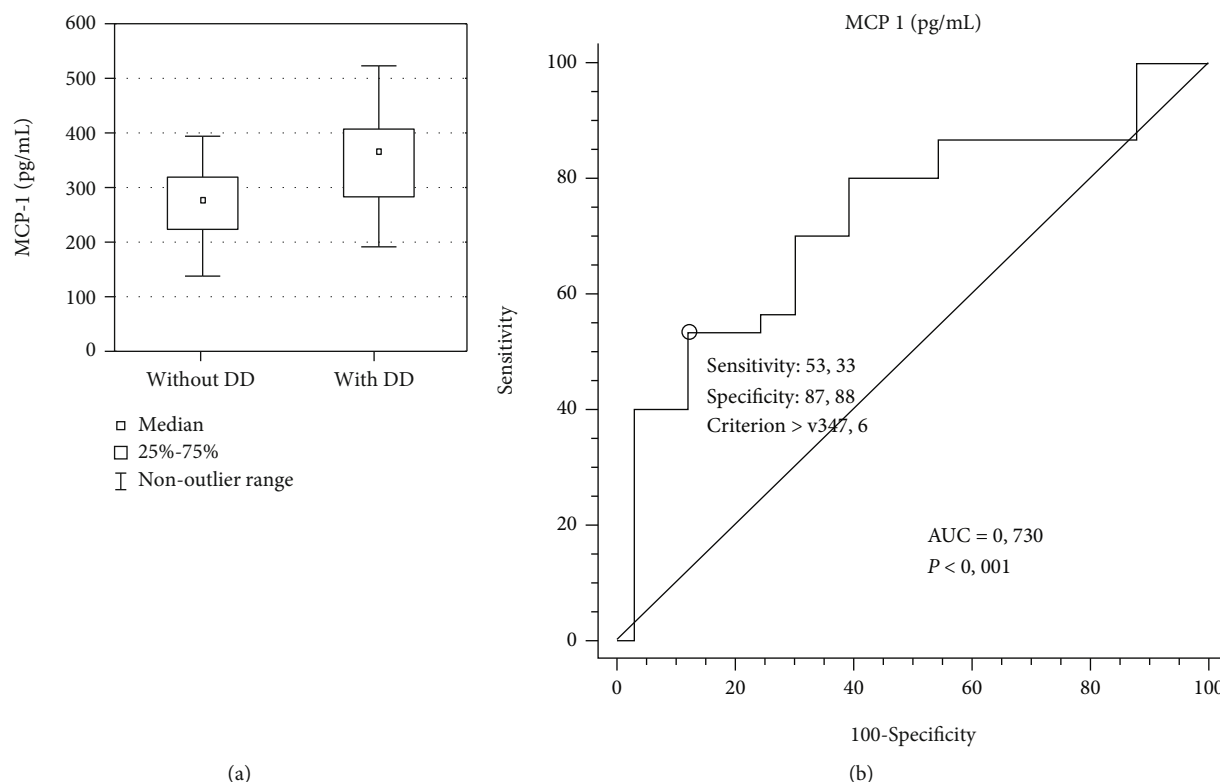 600
500
400
300
200
100
0
MCP-1 (pg/mL)
Without DD
With DD
Median
25%-75%
Non-outlier range
(a)
MCP 1 (pg/mL)
100
80
60
40
20
0
Sensitivity
Sensitivity: 53, 33
Specificity: 87, 88
Criterion > v347, 6
AUC = 0, 730
P < 0, 001
0
20
40
60
80
100
100-Specificity
(b)